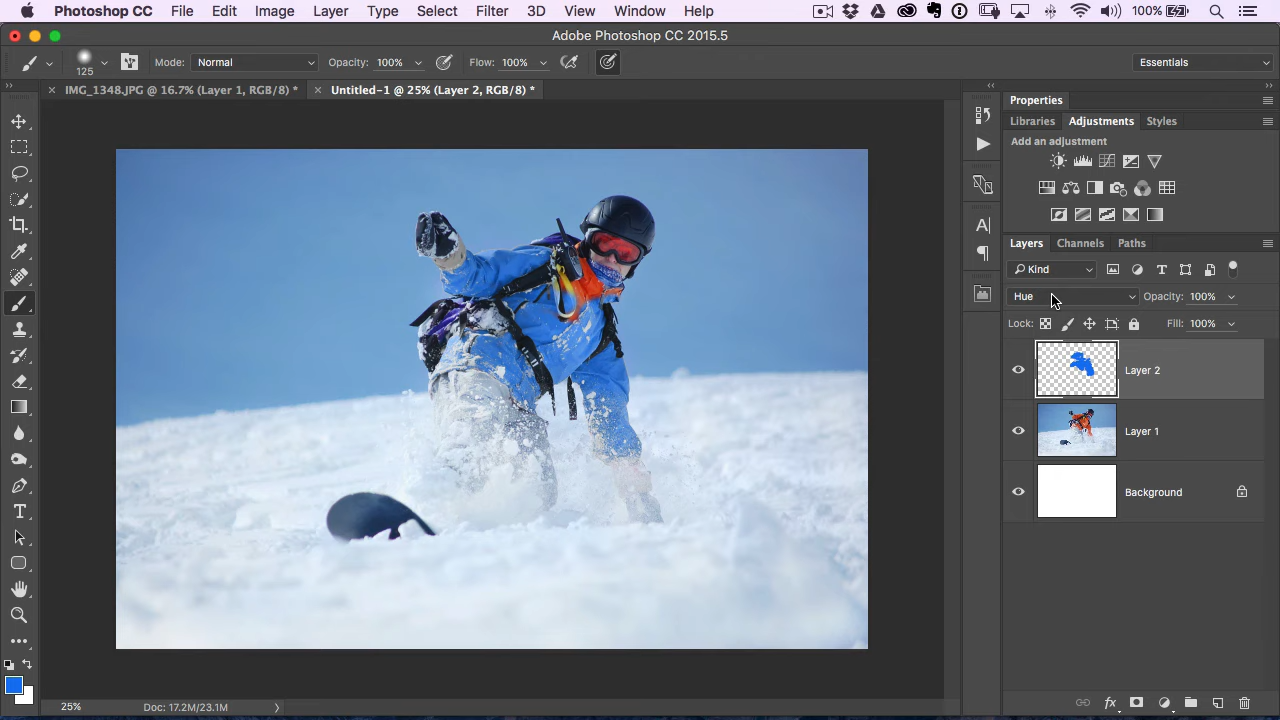 Photoshop CC File Edit Image Layer Type Select Filter 3D View Window Help 100%
Adobe Photoshop CC 2015.5
125 Mode: Normal Opacity: 100% Flow: 100% Essentials
IMG_1348.JPG @ 16.7% (Layer 1, RGB/8) * Untitled-1 @ 25% (Layer 2, RGB/8) *
Properties
Libraries Adjustments Styles
Add an adjustment
Layers Channels Paths
Kind
Hue Opacity: 100%
Lock: Fill: 100%
Layer 2
Layer 1
Background
25% Doc: 17.2M/23.1M